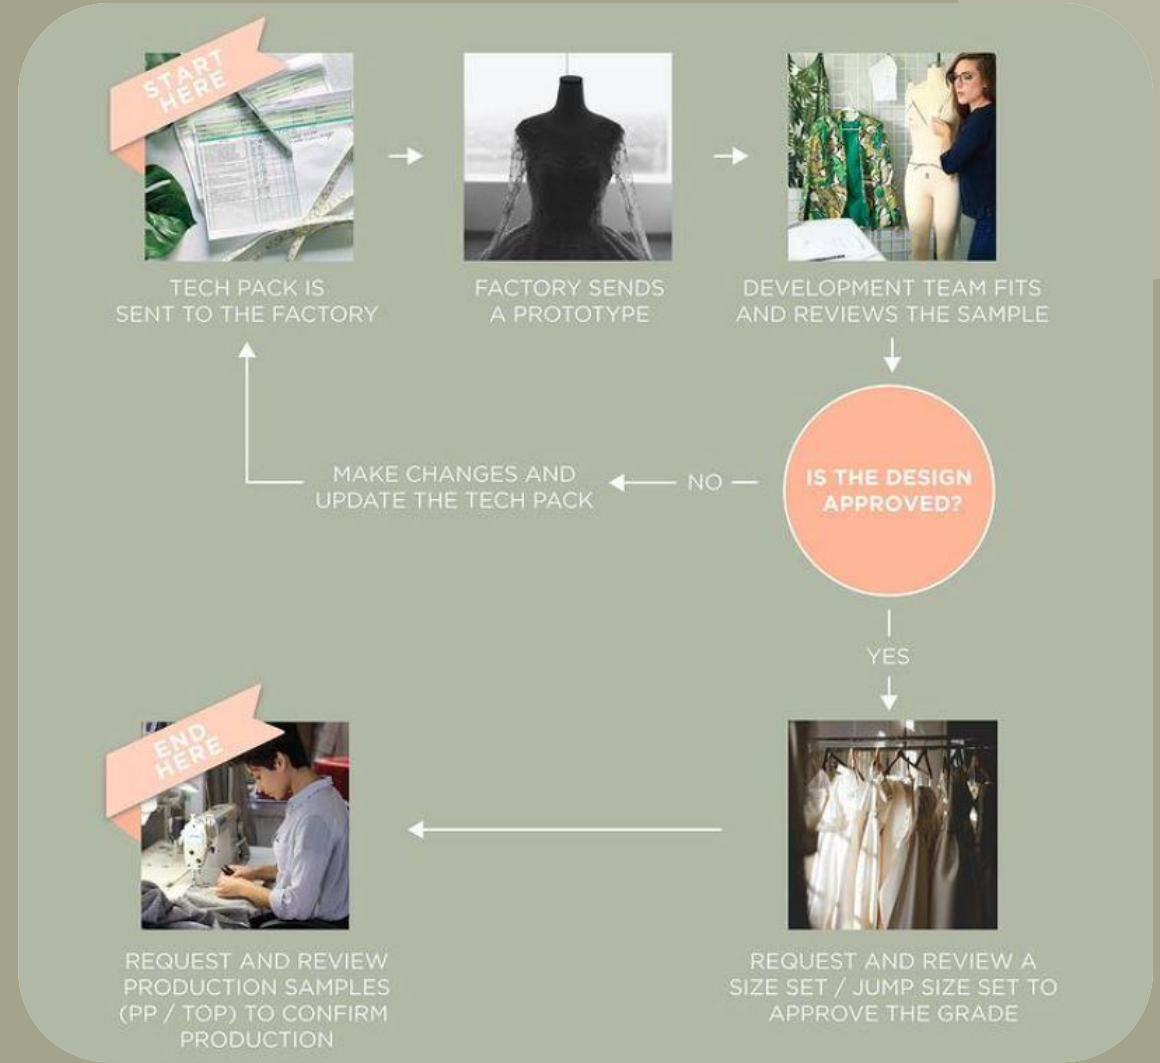 START
HERE
TECH PACK IS
SENT TO THE FACTORY
FACTORY SENDS
A PROTOTYPE
DEVELOPMENT TEAM FITS
AND REVIEWS THE SAMPLE
IS THE DESIGN
APPROVED?
NO
MAKE CHANGES AND
UPDATE THE TECH PACK
YES
REQUEST AND REVIEW A
SIZE SET / JUMP SIZE SET TO
APPROVE THE GRADE
END
HERE
REQUEST AND REVIEW
PRODUCTION SAMPLES
(PP / TOP) TO CONFIRM
PRODUCTION